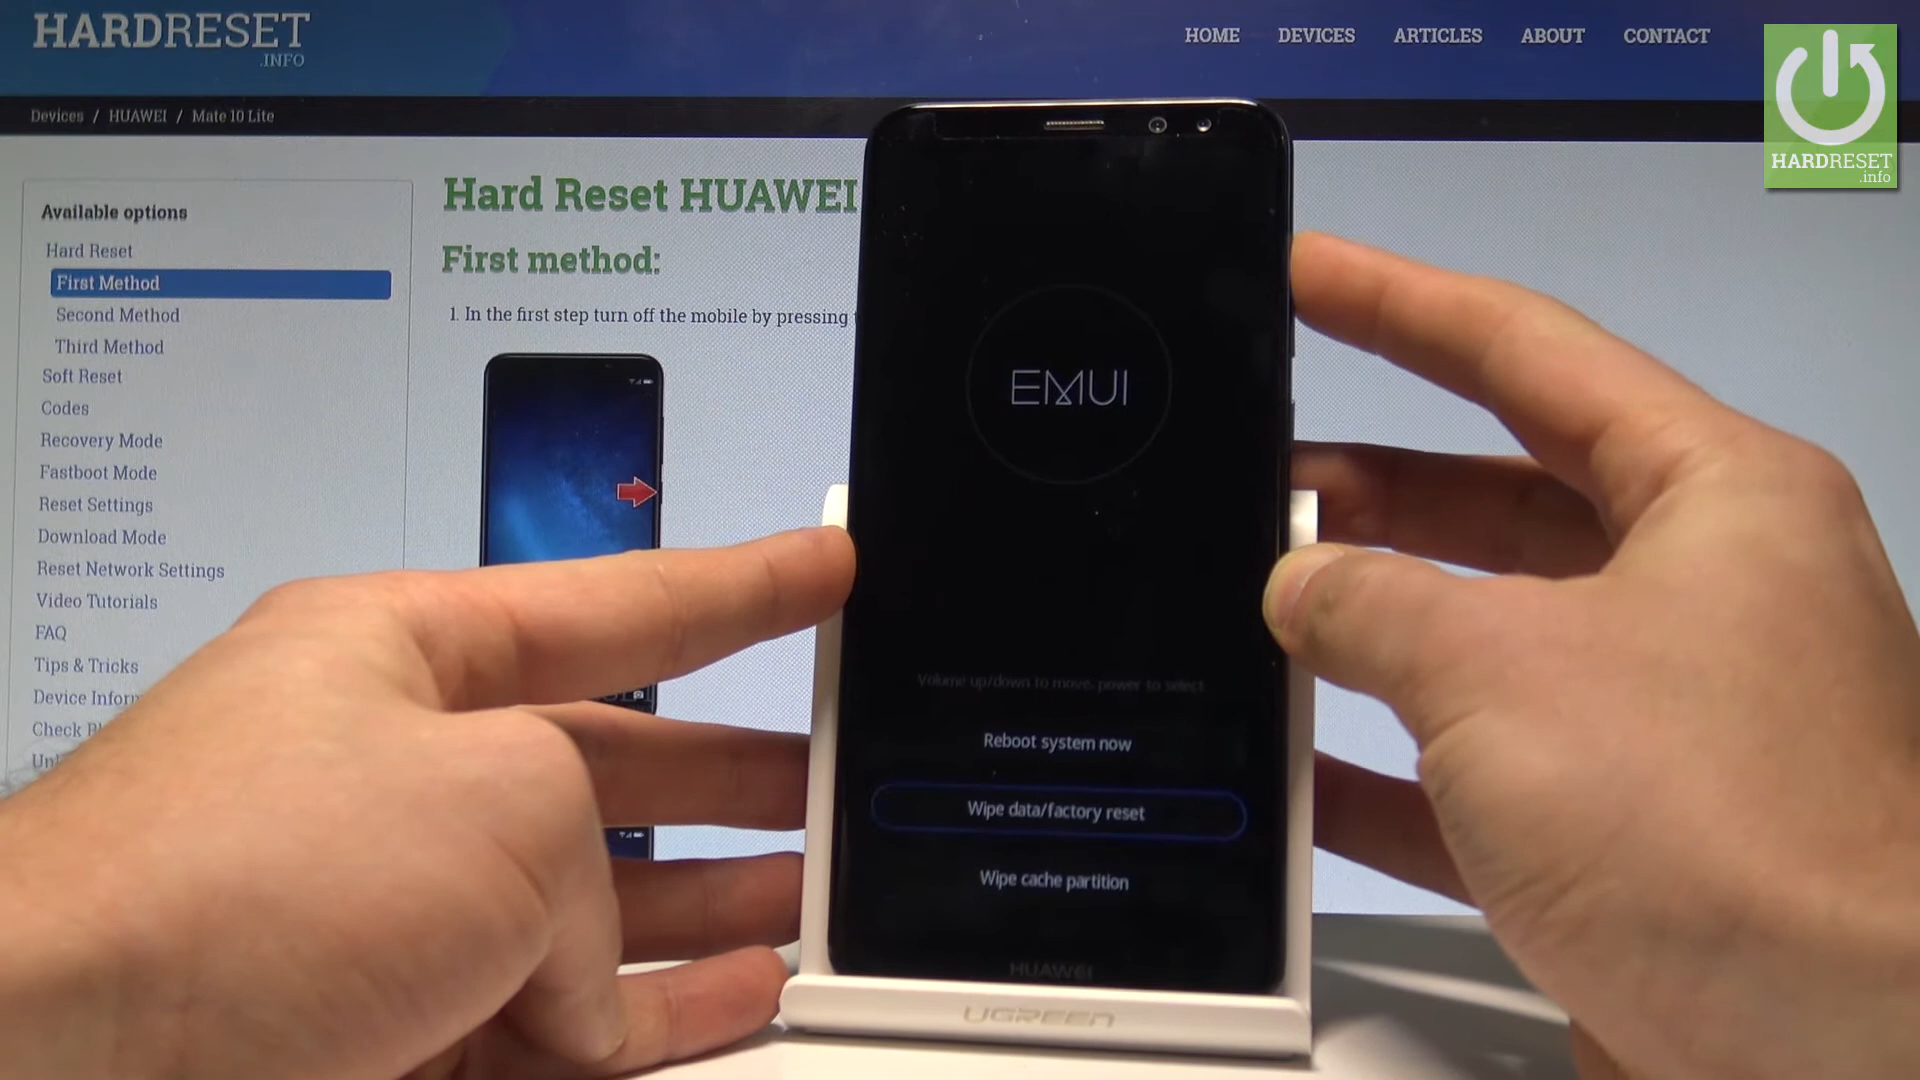 HARDRESET
.INFO
HOME DEVICES ARTICLES ABOUT CONTACT
HARDRESET
.info
Devices / HUAWEI / Mate 10 Lite
Available options
Hard Reset
First Method
Second Method
Third Method
Soft Reset
Codes
Recovery Mode
Fastboot Mode
Reset Settings
Download Mode
Reset Network Settings
Video Tutorials
FAQ
Tips & Tricks
Device Infor
Check
Hard Reset HUAWEI
First method:
1. In the first step turn off the mobile by pressing
EMUI
Volume up/down to move, power to select
Reboot system now
Wipe data/factory reset
Wipe cache partition
HUAWEI
UGREEN